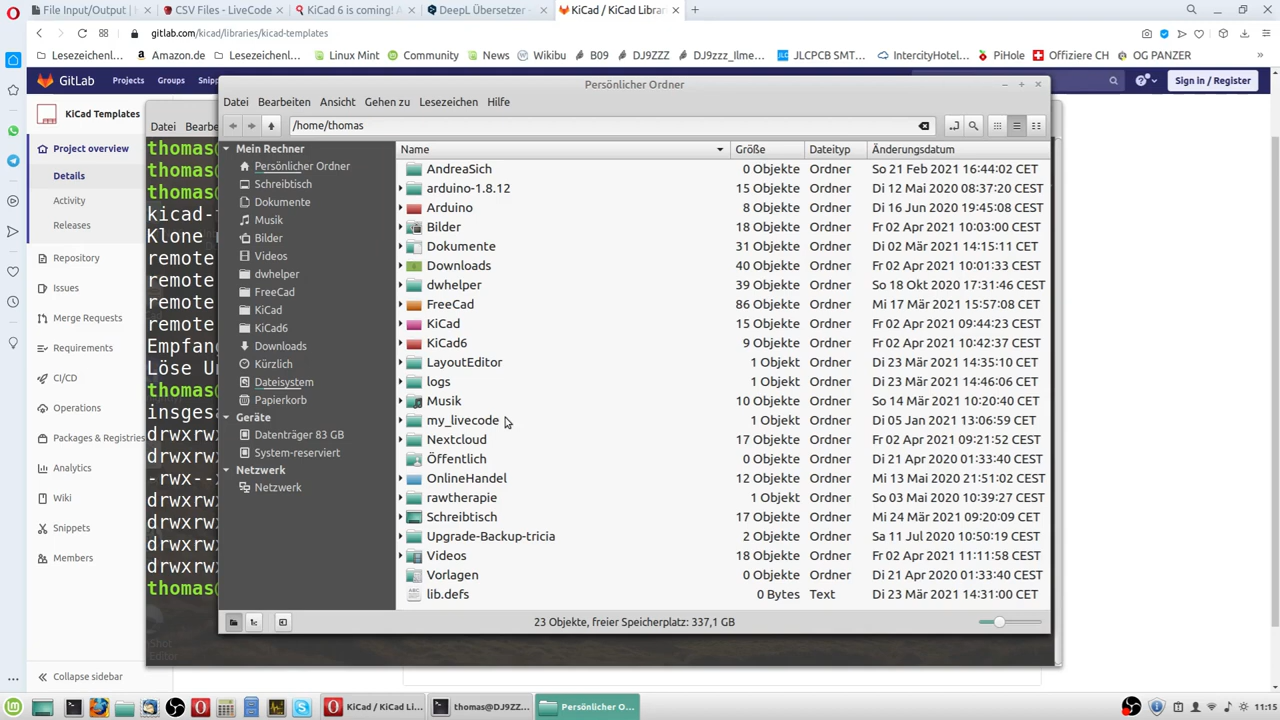 File Input/Output |
CSV Files - LiveCode
KiCad 6 is coming! A
DeepL Übersetzer –
KiCad / KiCad Librar
gitlab.com/kicad/libraries/kicad-templates
Lesezeichenl...
Amazon.de
Lesezeichenl...
Linux Mint
Community
News
Wikibu
B09
DJ9ZZZ
DJ9zzz_Ilme...
JLCPCB SMT...
IntercityHotel...
PiHole
Offiziere CH
OG PANZER
GitLab
Projects
Groups
Snipp
Sign in / Register
KiCad Templates
Project overview
Details
Activity
Releases
Repository
Issues
Merge Requests
Requirements
CI/CD
Operations
Packages & Registries
Analytics
Wiki
Snippets
Members
Collapse sidebar
Datei Bearbe
thomas@
thomas@
thomas@
kicad-
Klone
remote
remote
remote
remote
Empfan
Löse U
thomas@
insgesa
drwxrw
drwxrw
-rwx--x
drwxrw
drwxrw
drwxrw
drwxrw
thomas@
Persönlicher Ordner
Datei Bearbeiten Ansicht Gehen zu Lesezeichen Hilfe
/home/thomas
Mein Rechner
Persönlicher Ordner
Schreibtisch
Dokumente
Musik
Bilder
Videos
dwhelper
FreeCad
KiCad
KiCad6
Downloads
Kürzlich
Dateisystem
Papierkorb
Geräte
Datenträger 83 GB
System-reserviert
Netzwerk
Netzwerk
Name Größe Dateityp Änderungsdatum
AndreaSich 0 Objekte Ordner So 21 Feb 2021 16:44:02 CET
arduino-1.8.12 15 Objekte Ordner Di 12 Mai 2020 08:37:20 CEST
Arduino 8 Objekte Ordner Di 16 Jun 2020 19:45:08 CEST
Bilder 18 Objekte Ordner Fr 02 Apr 2021 10:03:00 CEST
Dokumente 31 Objekte Ordner Di 02 Mär 2021 14:15:11 CET
Downloads 40 Objekte Ordner Fr 02 Apr 2021 10:01:33 CEST
dwhelper 39 Objekte Ordner So 18 Okt 2020 17:31:46 CEST
FreeCad 86 Objekte Ordner Mi 17 Mär 2021 15:57:08 CET
KiCad 15 Objekte Ordner Fr 02 Apr 2021 09:44:23 CEST
KiCad6 9 Objekte Ordner Fr 02 Apr 2021 10:42:37 CEST
LayoutEditor 1 Objekt Ordner Di 23 Mär 2021 14:35:10 CET
logs 1 Objekt Ordner Di 23 Mär 2021 14:46:06 CET
Musik 10 Objekte Ordner So 14 Mär 2021 10:20:40 CET
my_livecode 1 Objekt Ordner Di 05 Jan 2021 13:06:59 CET
Nextcloud 17 Objekte Ordner Fr 02 Apr 2021 09:21:52 CEST
Öffentlich 0 Objekte Ordner Di 21 Apr 2020 01:33:40 CEST
OnlineHandel 12 Objekte Ordner Mi 13 Mai 2020 21:51:02 CEST
rawtherapie 1 Objekt Ordner So 03 Mai 2020 10:39:27 CEST
Schreibtisch 17 Objekte Ordner Mi 24 Mär 2021 09:20:09 CET
Upgrade-Backup-tricia 2 Objekte Ordner Sa 11 Jul 2020 10:50:19 CEST
Videos 18 Objekte Ordner Fr 02 Apr 2021 11:11:58 CEST
Vorlagen 0 Objekte Ordner Di 21 Apr 2020 01:33:40 CEST
lib.defs 0 Bytes Text Di 23 Mär 2021 14:31:00 CET
23 Objekte, freier Speicherplatz: 337,1 GB
KiCad / KiCad Li...
thomas@DJ9ZZ...
Persönlicher O...
11:15